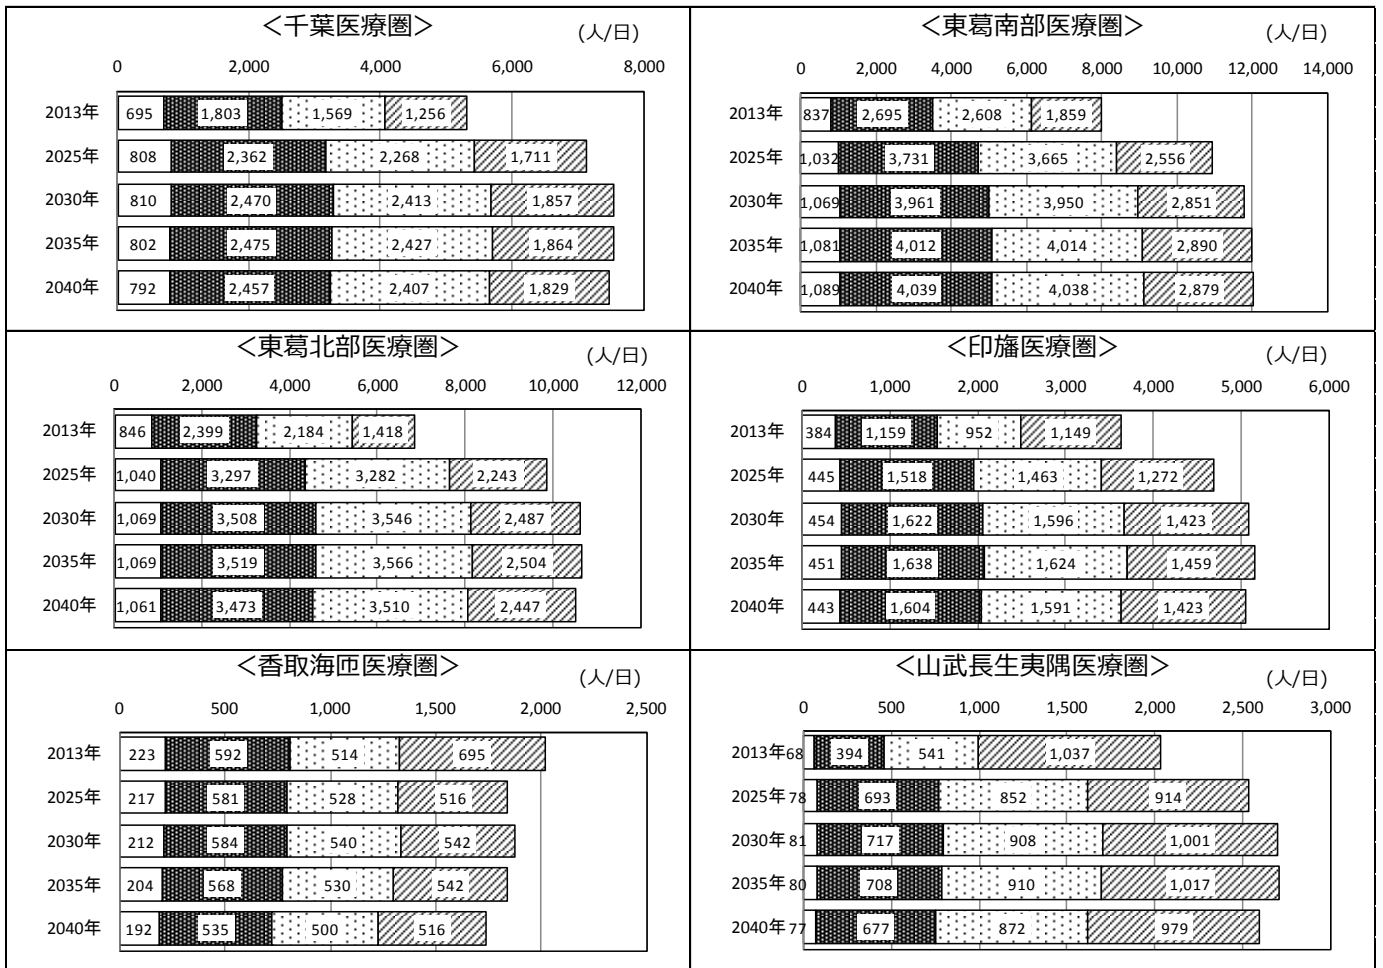 ＜千葉医療圏＞
(人/日)
0 2,000 4,000 6,000 8,000
2013年 695 1,803 1,569 1,256
2025年 808 2,362 2,268 1,711
2030年 810 2,470 2,413 1,857
2035年 802 2,475 2,427 1,864
2040年 792 2,457 2,407 1,829
＜東葛南部医療圏＞
(人/日)
0 2,000 4,000 6,000 8,000 10,000 12,000 14,000
2013年 837 2,695 2,608 1,859
2025年 1,032 3,731 3,665 2,556
2030年 1,069 3,961 3,950 2,851
2035年 1,081 4,012 4,014 2,890
2040年 1,089 4,039 4,038 2,879
＜東葛北部医療圏＞
(人/日)
0 2,000 4,000 6,000 8,000 10,000 12,000
2013年 846 2,399 2,184 1,418
2025年 1,040 3,297 3,282 2,243
2030年 1,069 3,508 3,546 2,487
2035年 1,069 3,519 3,566 2,504
2040年 1,061 3,473 3,510 2,447
＜印旛医療圏＞
(人/日)
0 1,000 2,000 3,000 4,000 5,000 6,000
2013年 384 1,159 952 1,149
2025年 445 1,518 1,463 1,272
2030年 454 1,622 1,596 1,423
2035年 451 1,638 1,624 1,459
2040年 443 1,604 1,591 1,423
＜香取海匝医療圏＞
(人/日)
0 500 1,000 1,500 2,000 2,500
2013年 223 592 514 695
2025年 217 581 528 516
2030年 212 584 540 542
2035年 204 568 530 542
2040年 192 535 500 516
＜山武長生夷隅医療圏＞
(人/日)
0 500 1,000 1,500 2,000 2,500 3,000
2013年 68 394 541 1,037
2025年 78 693 852 914
2030年 81 717 908 1,001
2035年 80 708 910 1,017
2040年 77 677 872 979